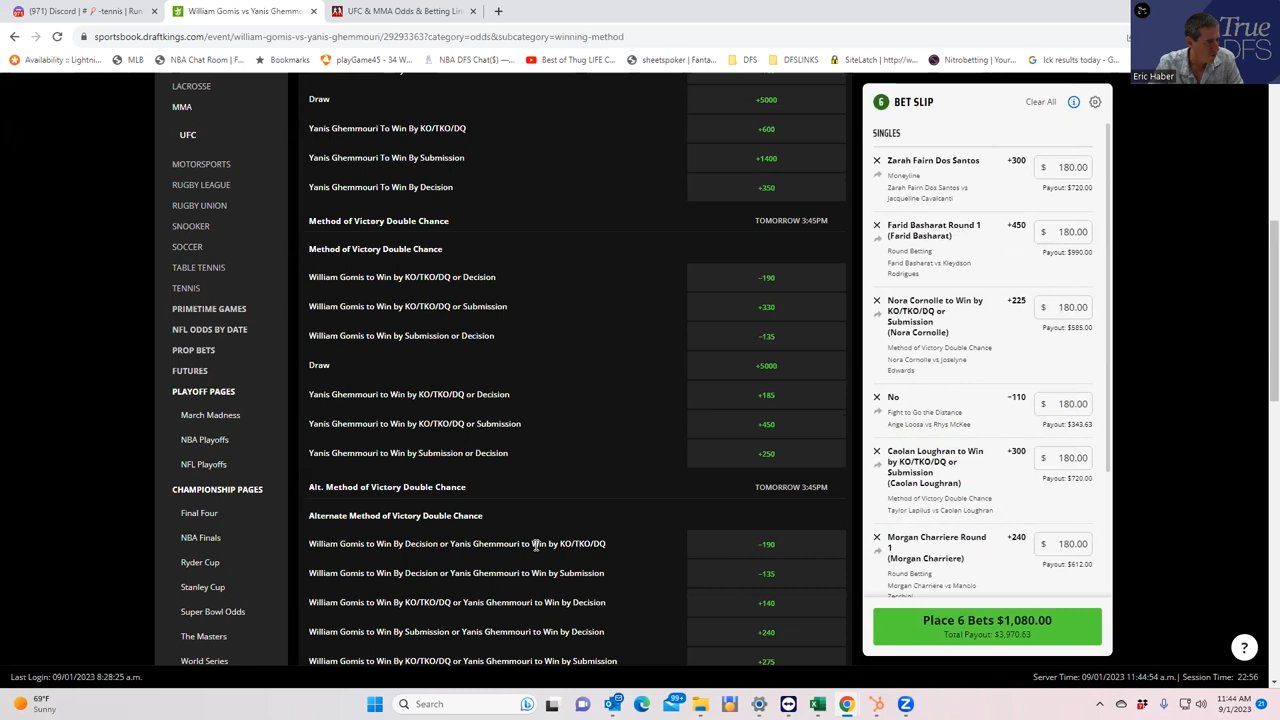 (971) Discord | # 🎾-tennis | Run
William Gomis vs Yanis Ghemmou
UFC & MMA Odds & Betting Lin
sportsbook.draftkings.com/event/william-gomis-vs-yanis-ghemmouri/29293363?category=odds&subcategory=winning-method
Availability :: Lightni...
MLB
NBA Chat Room | F...
Bookmarks
playGame45 - 34 W...
NBA DFS Chat($) —...
Best of Thug LIFE C...
sheetspoker | Fanta...
DFS
DFSLINKS
SiteLatch | http://w...
Nitrobetting | Your...
Ick results today - G...
True
DFS
Eric Haber
LACROSSE
MMA
UFC
MOTORSPORTS
RUGBY LEAGUE
RUGBY UNION
SNOOKER
SOCCER
TABLE TENNIS
TENNIS
PRIMETIME GAMES
NFL ODDS BY DATE
PROP BETS
FUTURES
PLAYOFF PAGES
March Madness
NBA Playoffs
NFL Playoffs
CHAMPIONSHIP PAGES
Final Four
NBA Finals
Ryder Cup
Stanley Cup
Super Bowl Odds
The Masters
World Series
Draw +5000
Yanis Ghemmouri To Win By KO/TKO/DQ +600
Yanis Ghemmouri To Win By Submission +1400
Yanis Ghemmouri To Win By Decision +350
Method of Victory Double Chance TOMORROW 3:45PM
Method of Victory Double Chance
William Gomis to Win By KO/TKO/DQ or Decision −190
William Gomis to Win By KO/TKO/DQ or Submission +330
William Gomis to Win By Submission or Decision −135
Draw +5000
Yanis Ghemmouri to Win By KO/TKO/DQ or Decision +185
Yanis Ghemmouri to Win By KO/TKO/DQ or Submission +450
Yanis Ghemmouri to Win By Submission or Decision +250
Alt. Method of Victory Double Chance TOMORROW 3:45PM
Alternate Method of Victory Double Chance
William Gomis to Win By Decision or Yanis Ghemmouri to Win by KO/TKO/DQ −190
William Gomis to Win By Decision or Yanis Ghemmouri to Win by Submission −135
William Gomis to Win By KO/TKO/DQ or Yanis Ghemmouri to Win by Decision +140
William Gomis to Win By Submission or Yanis Ghemmouri to Win by Decision +240
William Gomis to Win By KO/TKO/DQ or Yanis Ghemmouri to Win by Submission +275
6 BET SLIP Clear All
SINGLES
Zarah Fairn Dos Santos +300 $ 180.00
Moneyline Payout: $720.00
Zarah Fairn Dos Santos vs
Jacqueline Cavalcanti
Farid Basharat Round 1 +450 $ 180.00
(Farid Basharat)
Round Betting Payout: $990.00
Farid Basharat vs Kleydson
Rodrigues
Nora Cornolle to Win by +225 $ 180.00
KO/TKO/DQ or
Submission Payout: $585.00
(Nora Cornolle)
Method of Victory Double Chance
Nora Cornolle vs Joselyne
Edwards
No −110 $ 180.00
Fight to Go the Distance
Ange Loosa vs Rhys McKee Payout: $343.63
Caolan Loughran to Win +300 $ 180.00
by KO/TKO/DQ or
Submission Payout: $720.00
(Caolan Loughran)
Method of Victory Double Chance
Taylor Lapilus vs Caolan Loughran
Morgan Charriere Round +240 $ 180.00
1
(Morgan Charriere) Payout: $612.00
Round Betting
Morgan Charriere vs Manolo
Zecchini
Place 6 Bets $1,080.00
Total Payout: $3,970.63
?
Last Login: 09/01/2023 8:28:25 a.m.
Server Time: 09/01/2023 11:44:54 a.m.| Session Time: 22:56
69°F
Sunny
Search
99+
11:44 AM
9/1/2023
21